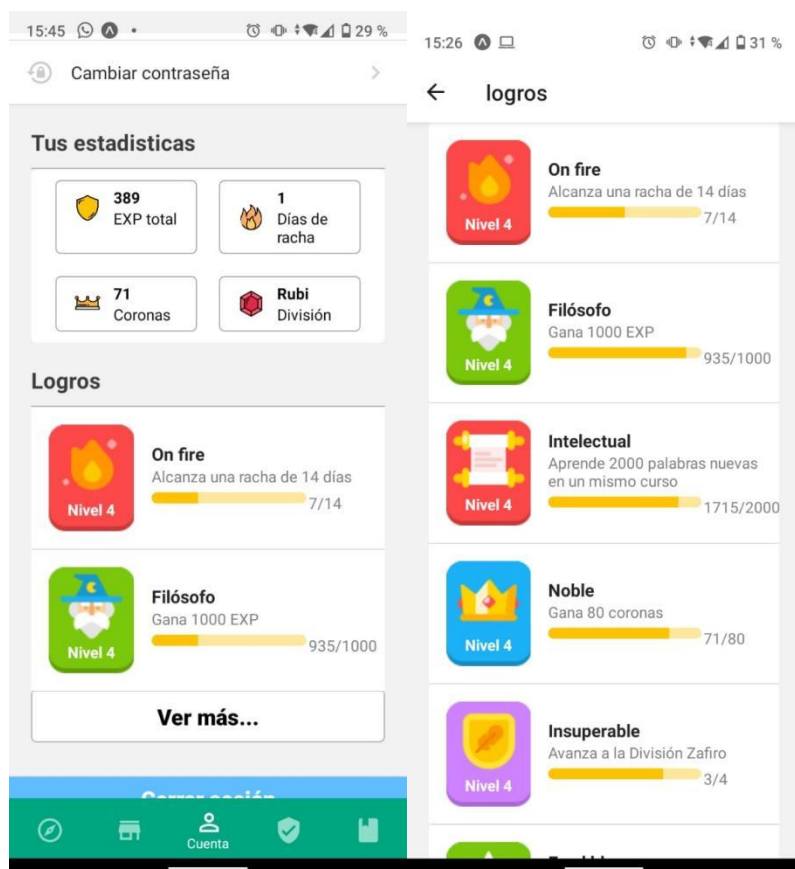 15:45 29 %
Cambiar contraseña
Tus estadisticas
389
EXP total
1
Días de
racha
71
Coronas
Rubi
División
Logros
Nivel 4
On fire
Alcanza una racha de 14 días
7/14
Nivel 4
Filósofo
Gana 1000 EXP
935/1000
Ver más...
Cerrar sesión
Cuenta
15:26 31 %
logros
Nivel 4
On fire
Alcanza una racha de 14 días
7/14
Nivel 4
Filósofo
Gana 1000 EXP
935/1000
Nivel 4
Intelectual
Aprende 2000 palabras nuevas
en un mismo curso
1715/2000
Nivel 4
Noble
Gana 80 coronas
71/80
Nivel 4
Insuperable
Avanza a la División Zafiro
3/4